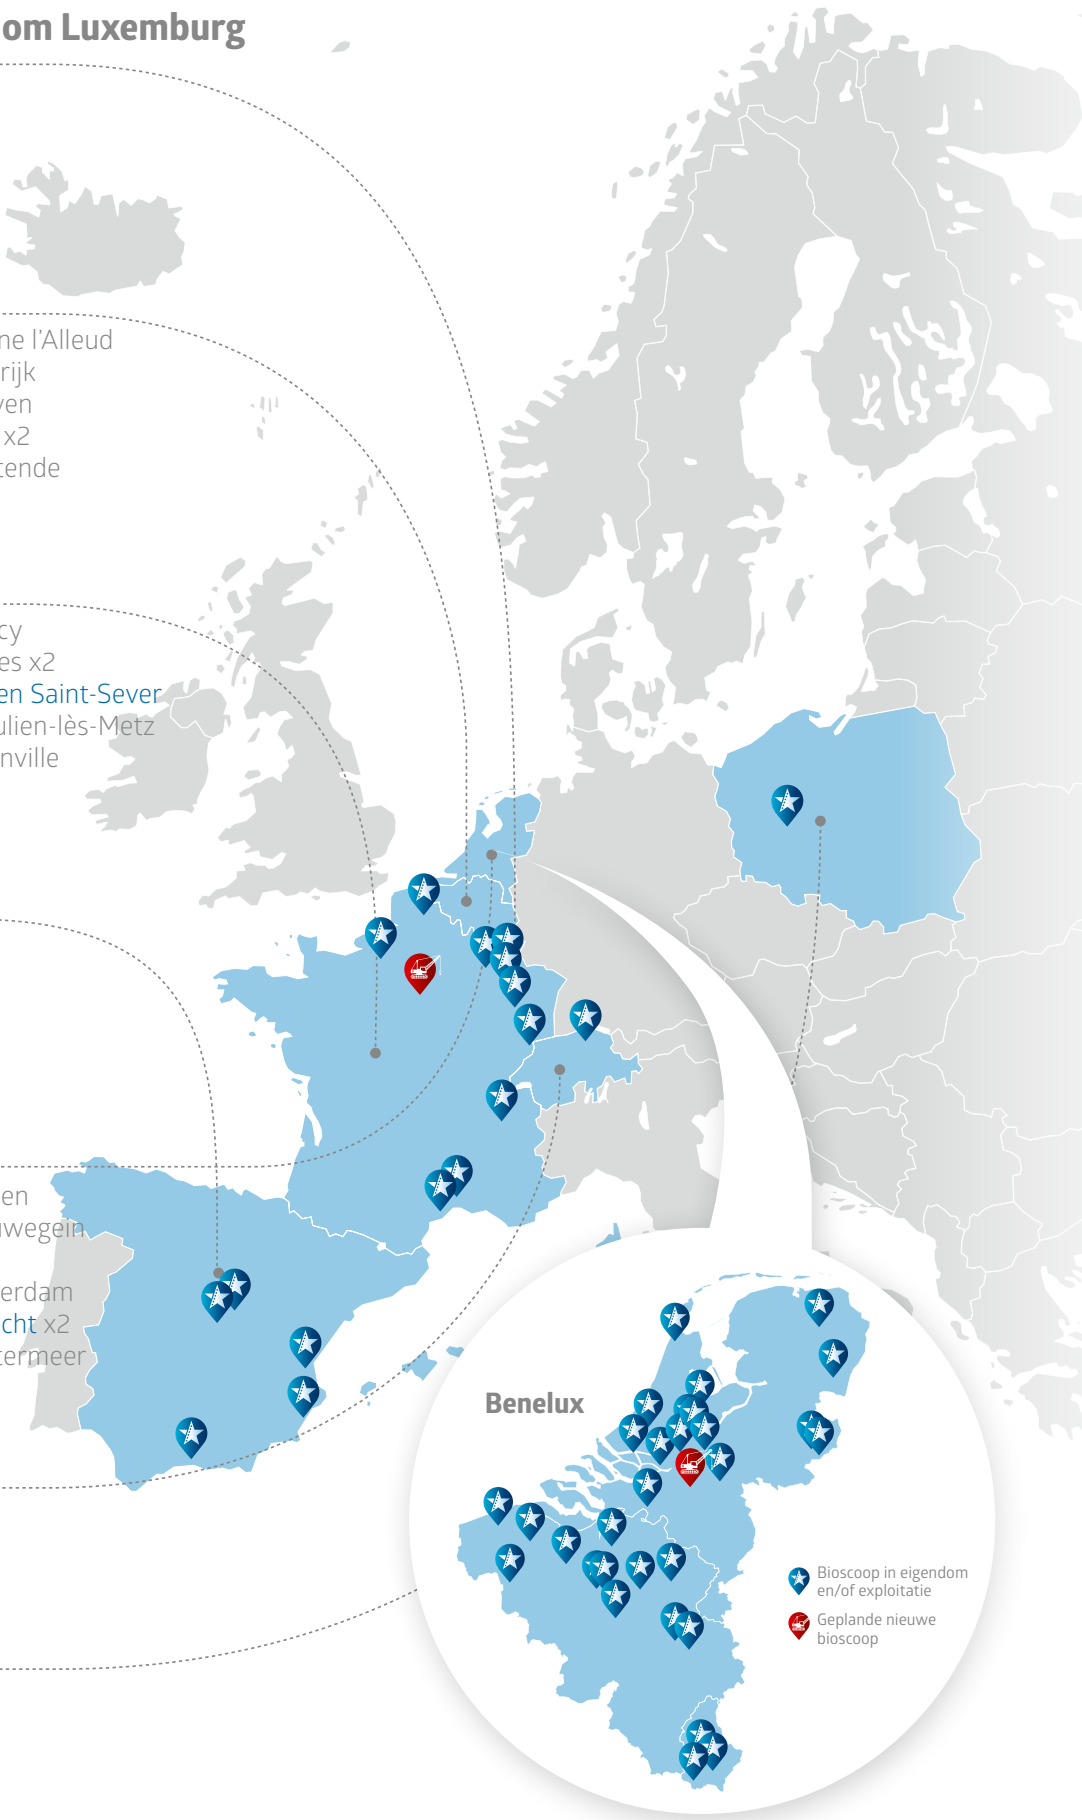 om Luxemburg
ne l'Alleud
rijk
ven
x2
tende
cy
es x2
en Saint-Sever
ulien-lès-Metz
nville
en
uwegein
erdam
cht x2
termeer
Benelux
Bioscoop in eigendom
en/of exploitatie
Geplande nieuwe
bioscoop